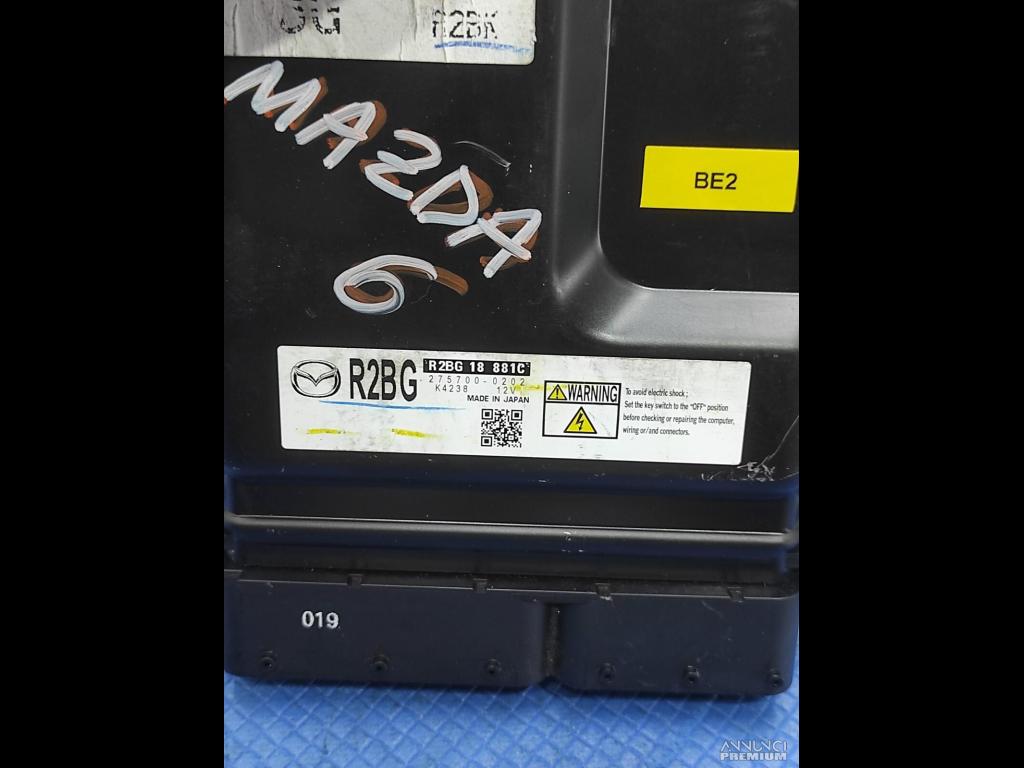 R2BK
MAZDA
6
BE2
R2BG
R2BG 18 881C
275700-0202
K4238 12V
MADE IN JAPAN
WARNING
To avoid electric shock ;
Set the key switch to the "OFF" position
before checking or repairing the computer,
wiring or/and connectors.
019
ANNUNCI
PREMIUM